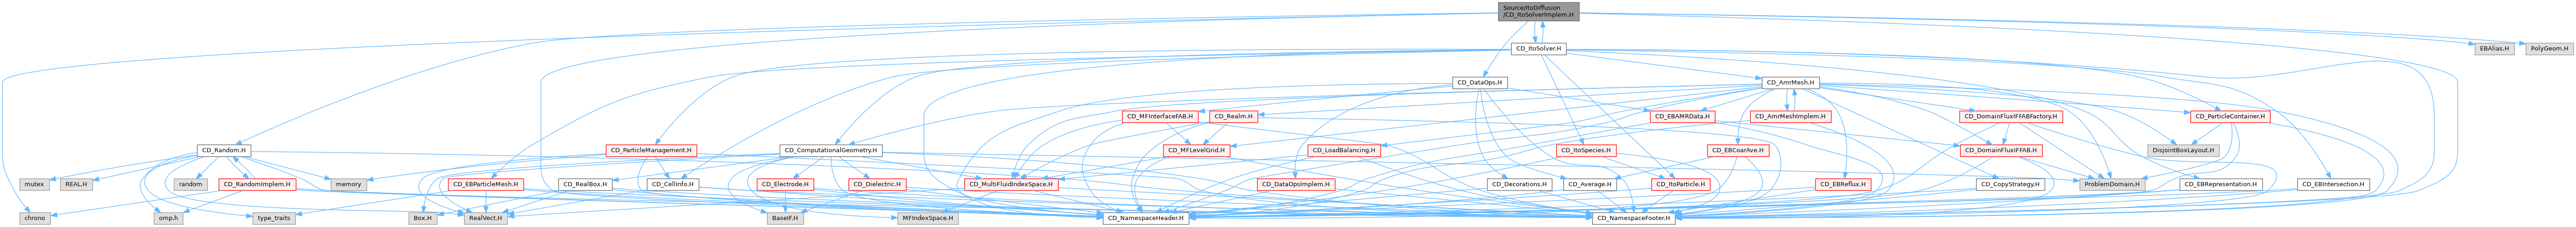 Source/ItoDiffusion
/CD_ItoSolverImplem.H
CD_ItoSolver.H
EBAlias.H
PolyGeom.H
CD_DataOps.H
CD_AmrMesh.H
CD_MFInterfaceFAB.H
CD_Realm.H
CD_EBAMRData.H
CD_AmrMeshImplem.H
CD_DomainFluxIFFABFactory.H
CD_ParticleContainer.H
CD_Random.H
CD_ParticleManagement.H
CD_ComputationalGeometry.H
CD_MFLevelGrid.H
CD_LoadBalancing.H
CD_ItoSpecies.H
CD_EBCoarAve.H
CD_DomainFluxIFFAB.H
DisjointBoxLayout.H
mutex
REAL.H
random
CD_RandomImplem.H
memory
CD_EBParticleMesh.H
CD_RealBox.H
CD_CellInfo.H
CD_Electrode.H
CD_Dielectric.H
CD_MultiFluidIndexSpace.H
CD_DataOpsImplem.H
CD_Decorations.H
CD_Average.H
CD_ItoParticle.H
CD_EBReflux.H
CD_CopyStrategy.H
ProblemDomain.H
CD_EBRepresentation.H
CD_EBIntersection.H
chrono
omp.h
type_traits
Box.H
RealVect.H
BaseIF.H
MFIndexSpace.H
CD_NamespaceHeader.H
CD_NamespaceFooter.H